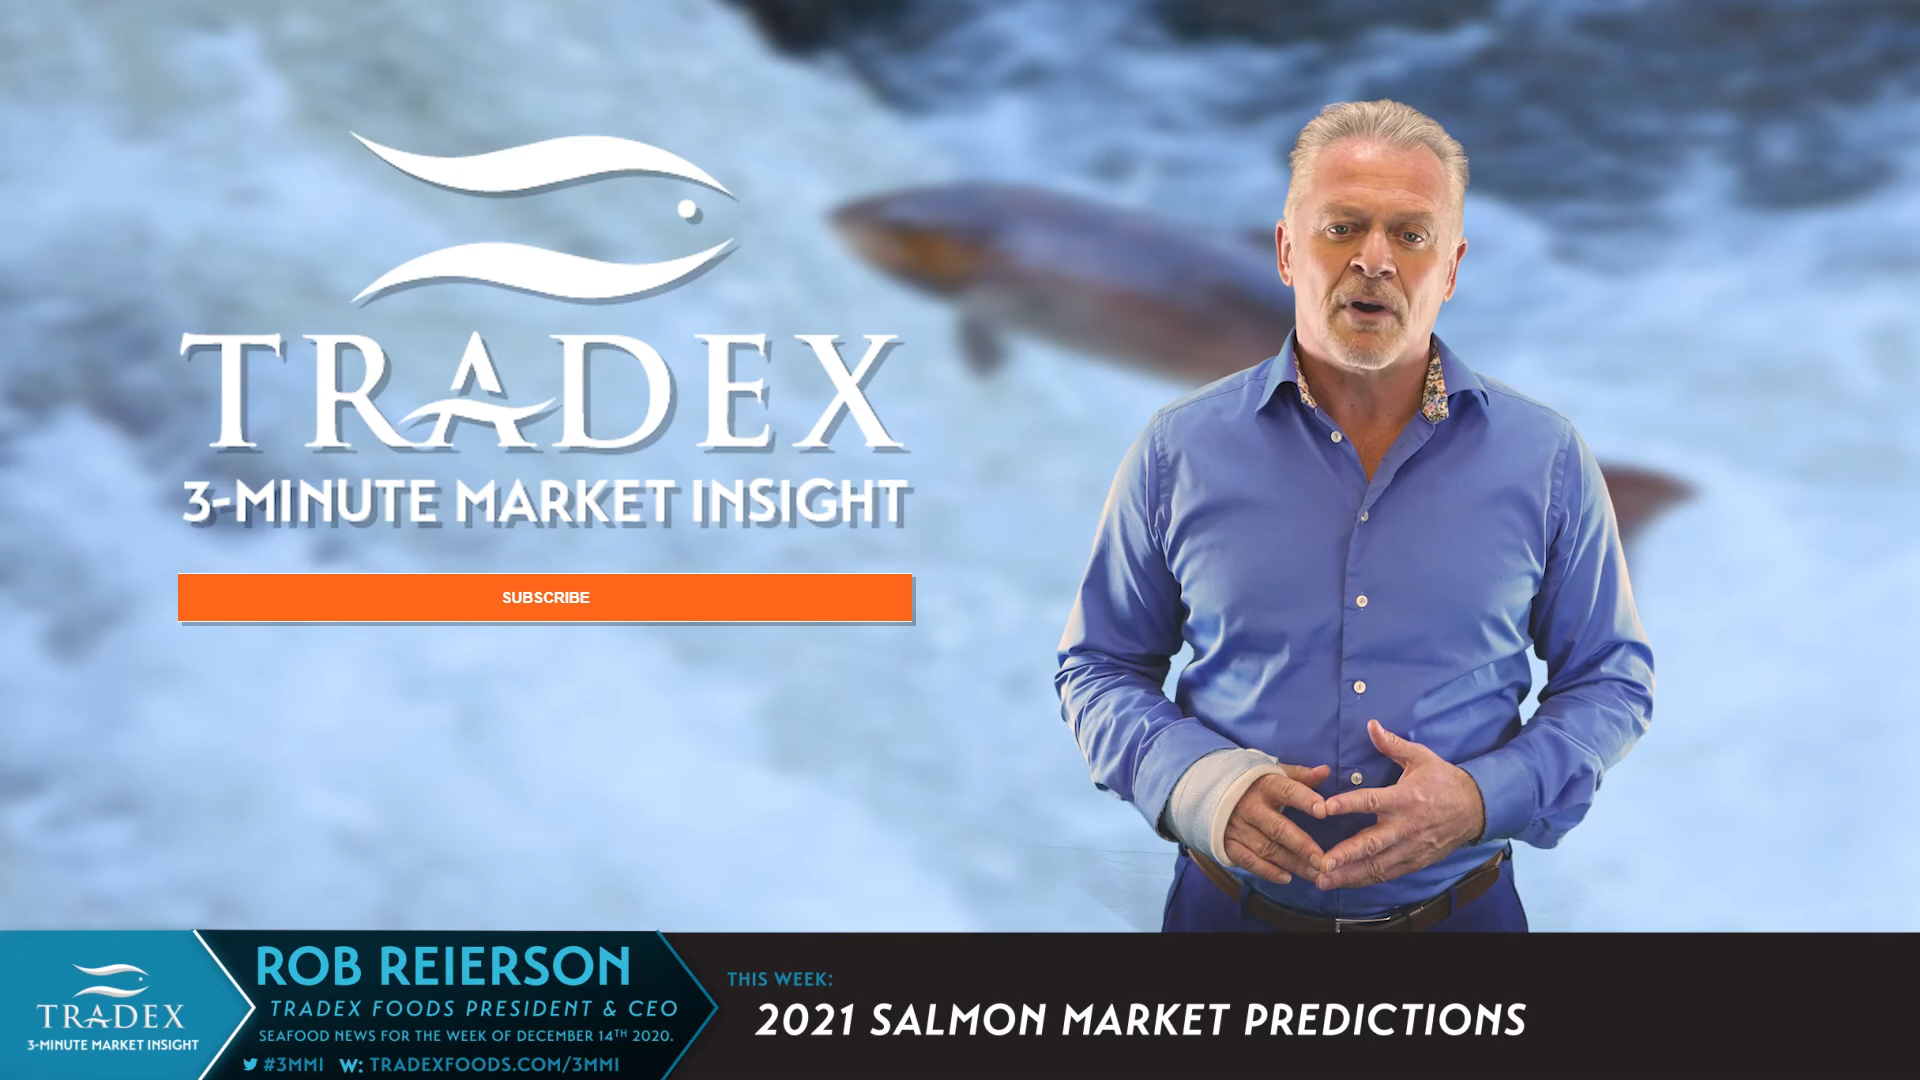 TRADEX
3-MINUTE MARKET INSIGHT
SUBSCRIBE
TRADEX
3-MINUTE MARKET INSIGHT
ROB REIERSON
TRADEX FOODS PRESIDENT & CEO
SEAFOOD NEWS FOR THE WEEK OF DECEMBER 14TH 2020.
#3MMI W: TRADEXFOODS.COM/3MMI
THIS WEEK:
2021 SALMON MARKET PREDICTIONS